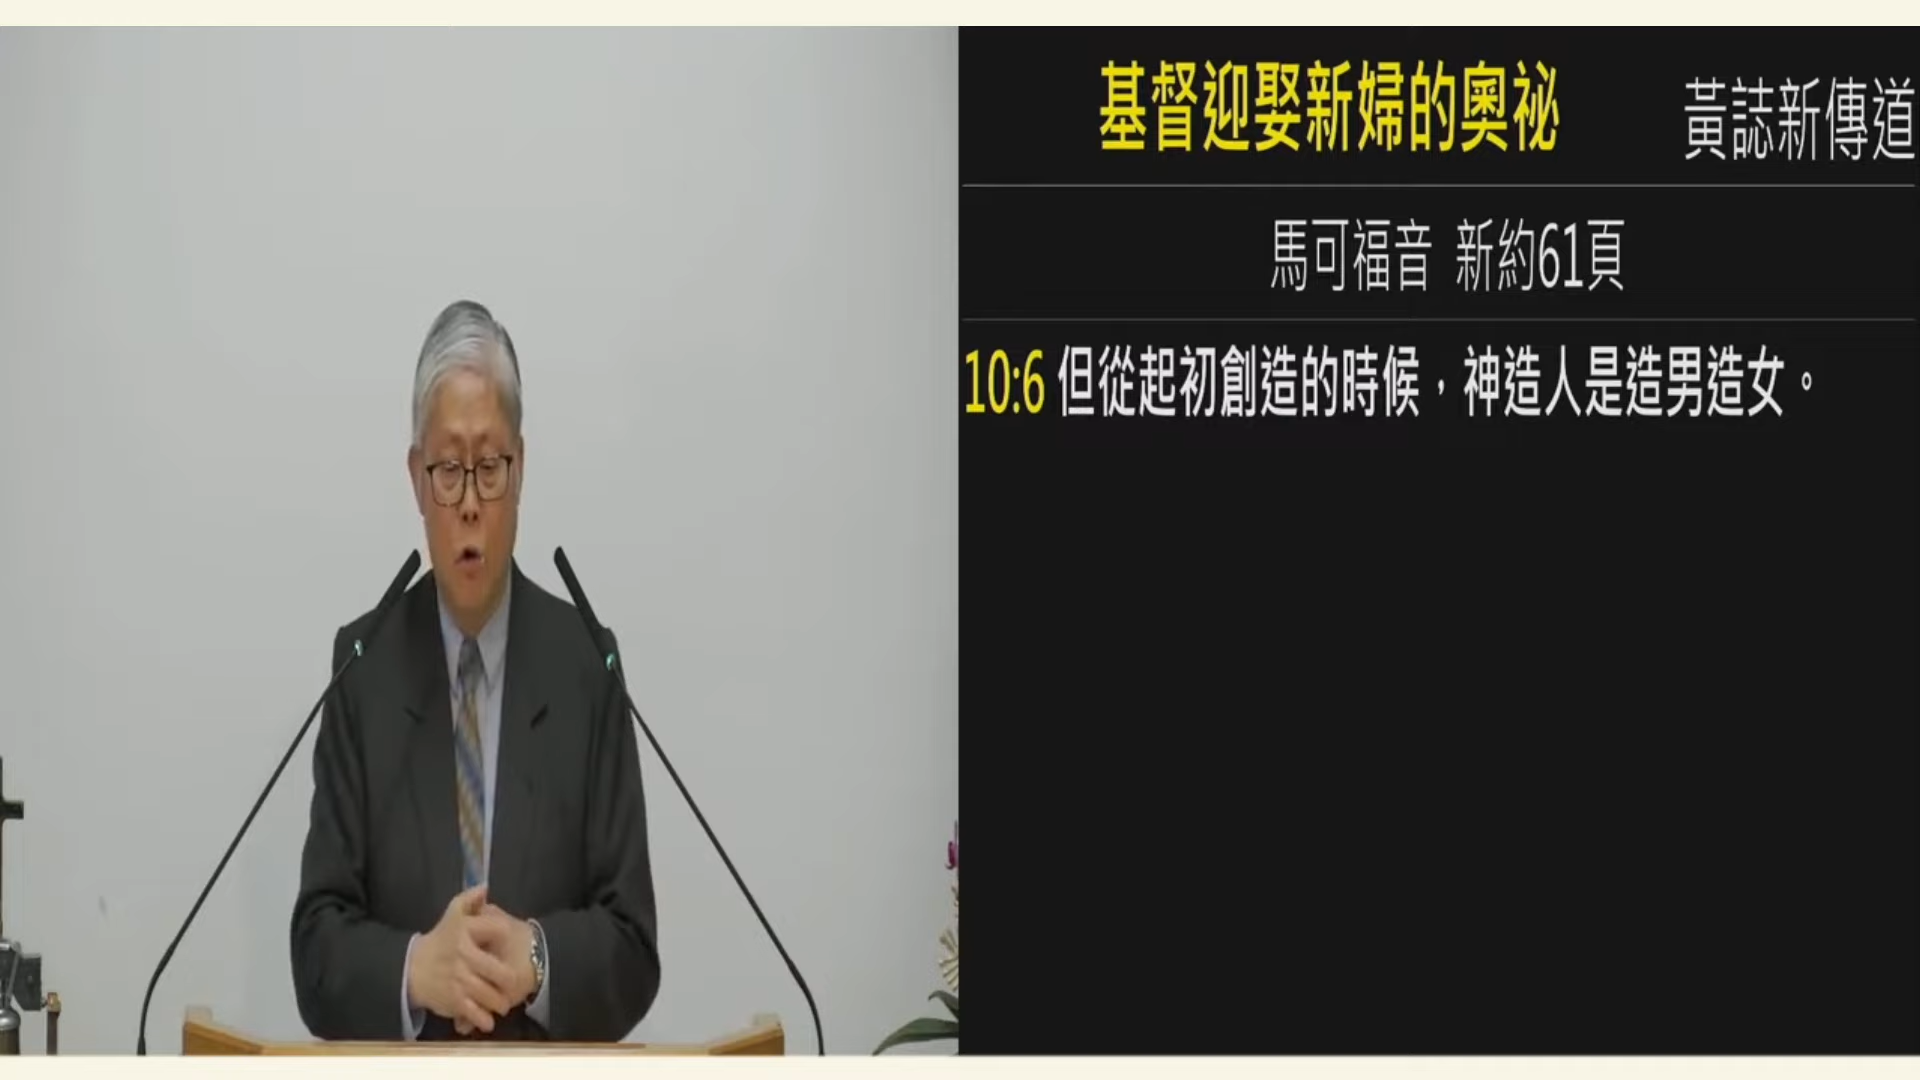 基督迎娶新婦的奧祕 黃誌新傳道
馬可福音 新約61頁
10:6 但從起初創造的時候，神造人是造男造女。